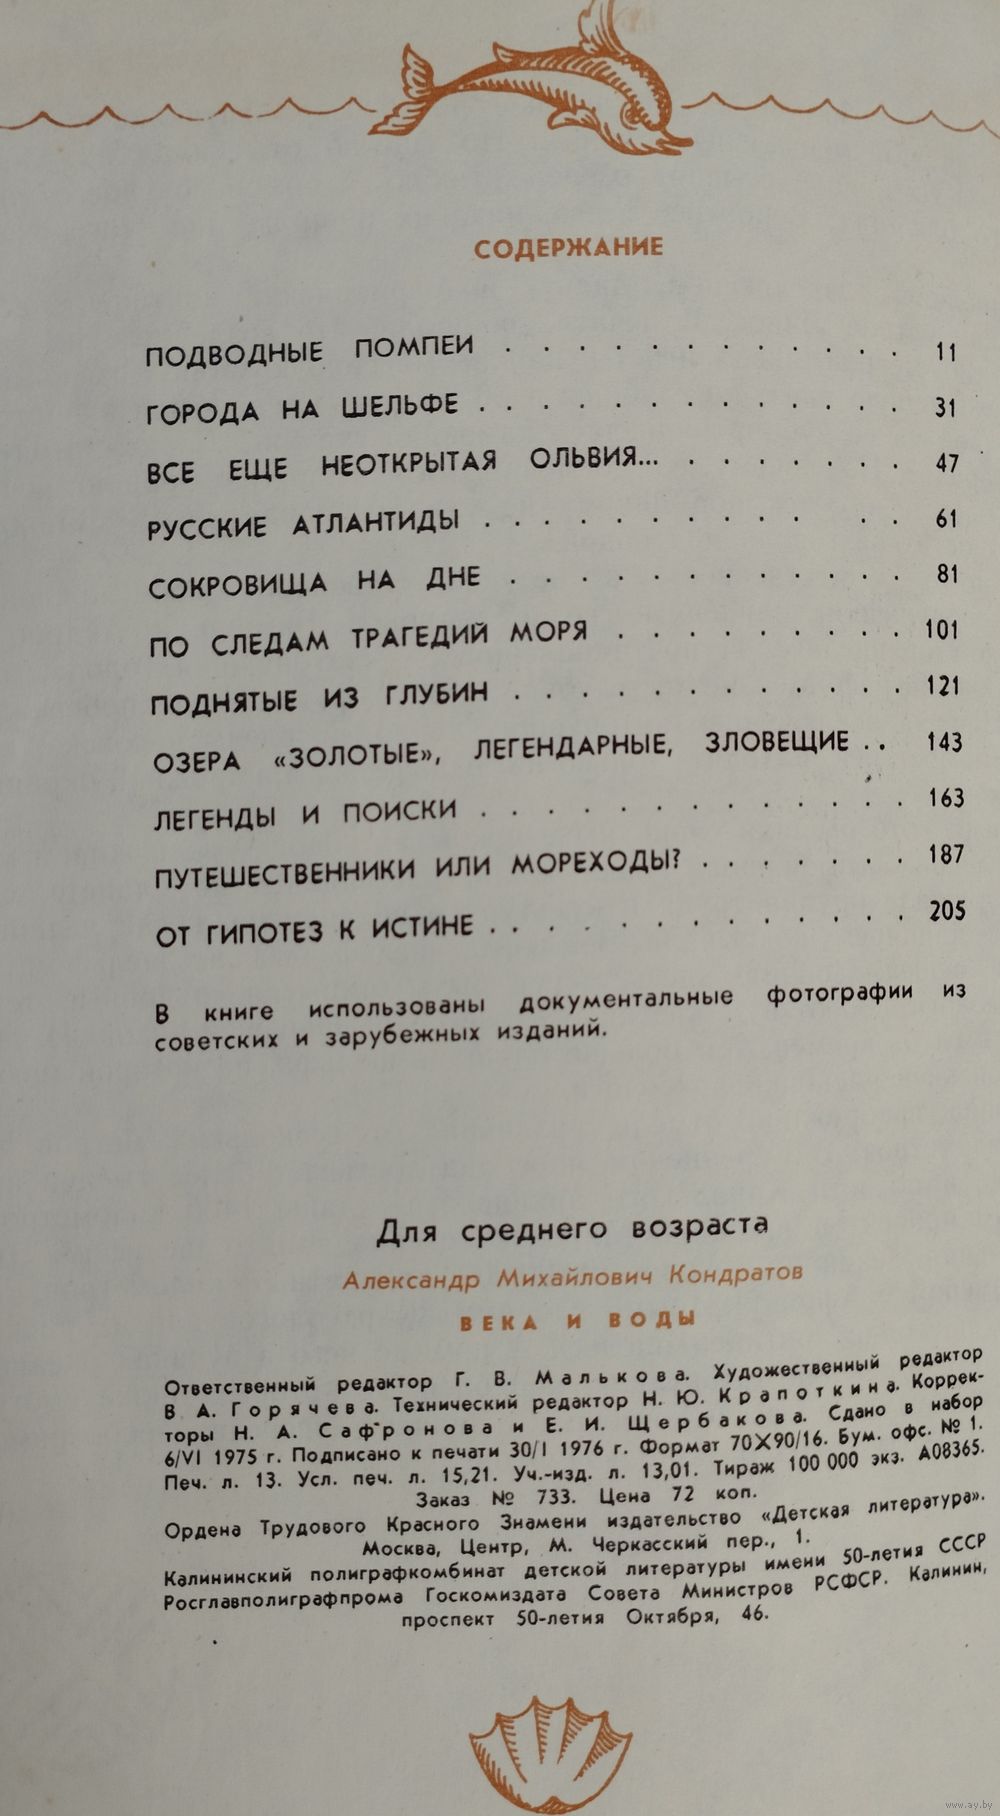 СОДЕРЖАНИЕ
ПОДВОДНЫЕ ПОМПЕИ . . . . . . . . . . . . 11
ГОРОДА НА ШЕЛЬФЕ . . . . . . . . . . . . . 31
ВСЕ ЕЩЕ НЕОТКРЫТАЯ ОЛЬВИЯ... . . . . . . . 47
РУССКИЕ АТЛАНТИДЫ . . . . . . . . . . . . 61
СОКРОВИЩА НА ДНЕ . . . . . . . . . . . . 81
ПО СЛЕДАМ ТРАГЕДИЙ МОРЯ . . . . . . . . . 101
ПОДНЯТЫЕ ИЗ ГЛУБИН . . . . . . . . . . . . 121
ОЗЕРА «ЗОЛОТЫЕ», ЛЕГЕНДАРНЫЕ, ЗЛОВЕЩИЕ . . 143
ЛЕГЕНДЫ И ПОИСКИ . . . . . . . . . . . . . 163
ПУТЕШЕСТВЕННИКИ ИЛИ МОРЕХОДЫ? . . . . . . . 187
ОТ ГИПОТЕЗ К ИСТИНЕ . . . . . . . . . . . . 205
В книге использованы документальные фотографии из
советских и зарубежных изданий.
Для среднего возраста
Александр Михайлович Кондратов
ВЕКА И ВОДЫ
Ответственный редактор Г. В. Малькова. Художественный редактор
В. А. Горячева. Технический редактор Н. Ю. Крапоткина. Коррек-
торы Н. А. Сафронова и Е. И. Щербакова. Сдано в набор
6/VI 1975 г. Подписано к печати 30/I 1976 г. Формат 70X90/16. Бум. офс. № 1.
Печ. л. 13. Усл. печ. л. 15,21. Уч.-изд. л. 13,01. Тираж 100 000 экз. А08365.
Заказ № 733. Цена 72 коп.
Ордена Трудового Красного Знамени издательство «Детская литература».
Москва, Центр, М. Черкасский пер., 1.
Калининский полиграфкомбинат детской литературы имени 50-летия СССР
Росглавполиграфпрома Госкомиздата Совета Министров РСФСР. Калинин,
проспект 50-летия Октября, 46.
www.ay.by